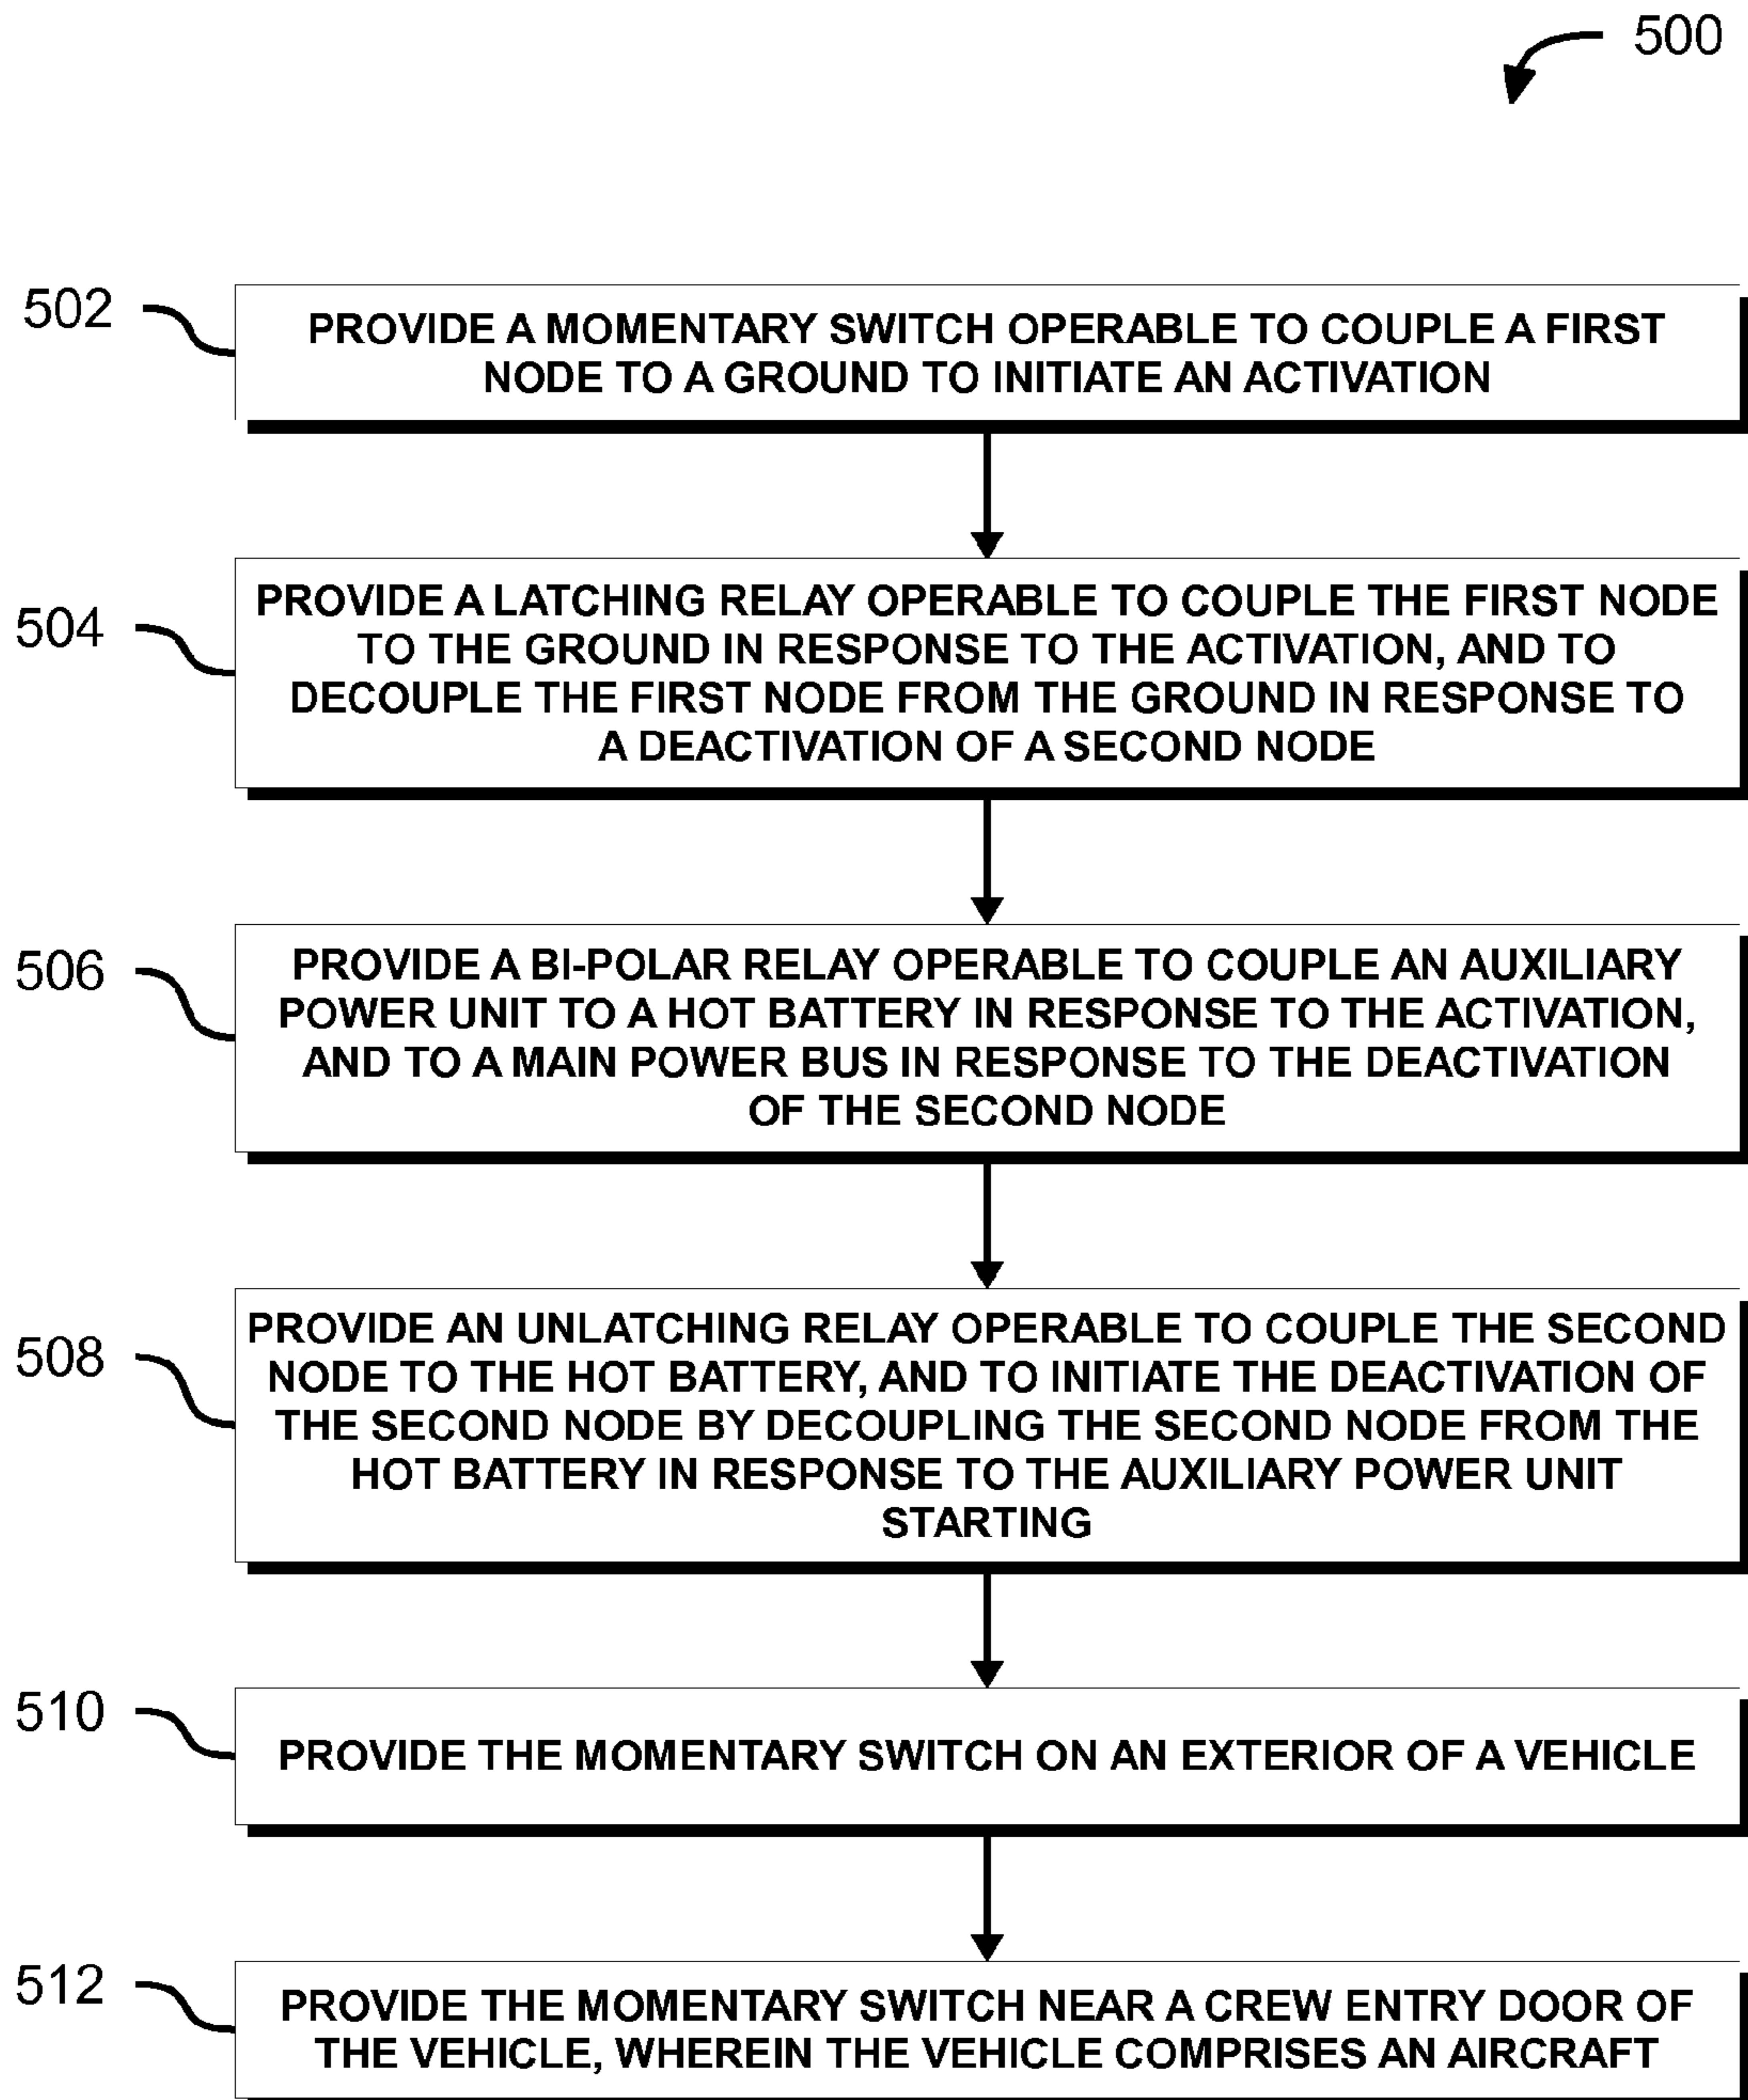 500
502
PROVIDE A MOMENTARY SWITCH OPERABLE TO COUPLE A FIRST
NODE TO A GROUND TO INITIATE AN ACTIVATION
504
PROVIDE A LATCHING RELAY OPERABLE TO COUPLE THE FIRST NODE
TO THE GROUND IN RESPONSE TO THE ACTIVATION, AND TO
DECOUPLE THE FIRST NODE FROM THE GROUND IN RESPONSE TO
A DEACTIVATION OF A SECOND NODE
506
PROVIDE A BI-POLAR RELAY OPERABLE TO COUPLE AN AUXILIARY
POWER UNIT TO A HOT BATTERY IN RESPONSE TO THE ACTIVATION,
AND TO A MAIN POWER BUS IN RESPONSE TO THE DEACTIVATION
OF THE SECOND NODE
508
PROVIDE AN UNLATCHING RELAY OPERABLE TO COUPLE THE SECOND
NODE TO THE HOT BATTERY, AND TO INITIATE THE DEACTIVATION OF
THE SECOND NODE BY DECOUPLING THE SECOND NODE FROM THE
HOT BATTERY IN RESPONSE TO THE AUXILIARY POWER UNIT
STARTING
510
PROVIDE THE MOMENTARY SWITCH ON AN EXTERIOR OF A VEHICLE
512
PROVIDE THE MOMENTARY SWITCH NEAR A CREW ENTRY DOOR OF
THE VEHICLE, WHEREIN THE VEHICLE COMPRISES AN AIRCRAFT